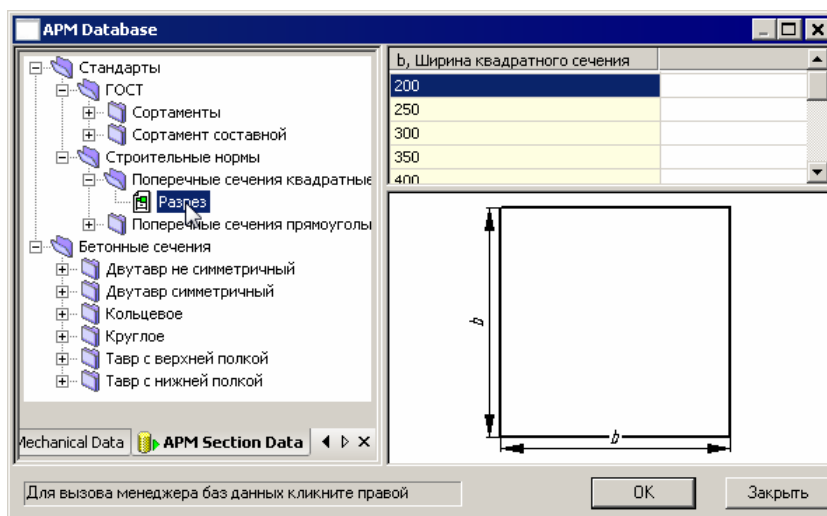 APM Database
Стандарты
ГОСТ
Сортаменты
Сортамент составной
Строительные нормы
Поперечные сечения квадратные
Разрез
Поперечные сечения прямоуголы
Бетонные сечения
Двутавр не симметричный
Двутавр симметричный
Кольцевое
Круглое
Тавр с верхней полкой
Тавр с нижней полкой
Mechanical Data APM Section Data
b, Ширина квадратного сечения
200
250
300
350
400
b
b
Для вызова менеджера баз данных кликните правой
OK Закрыть